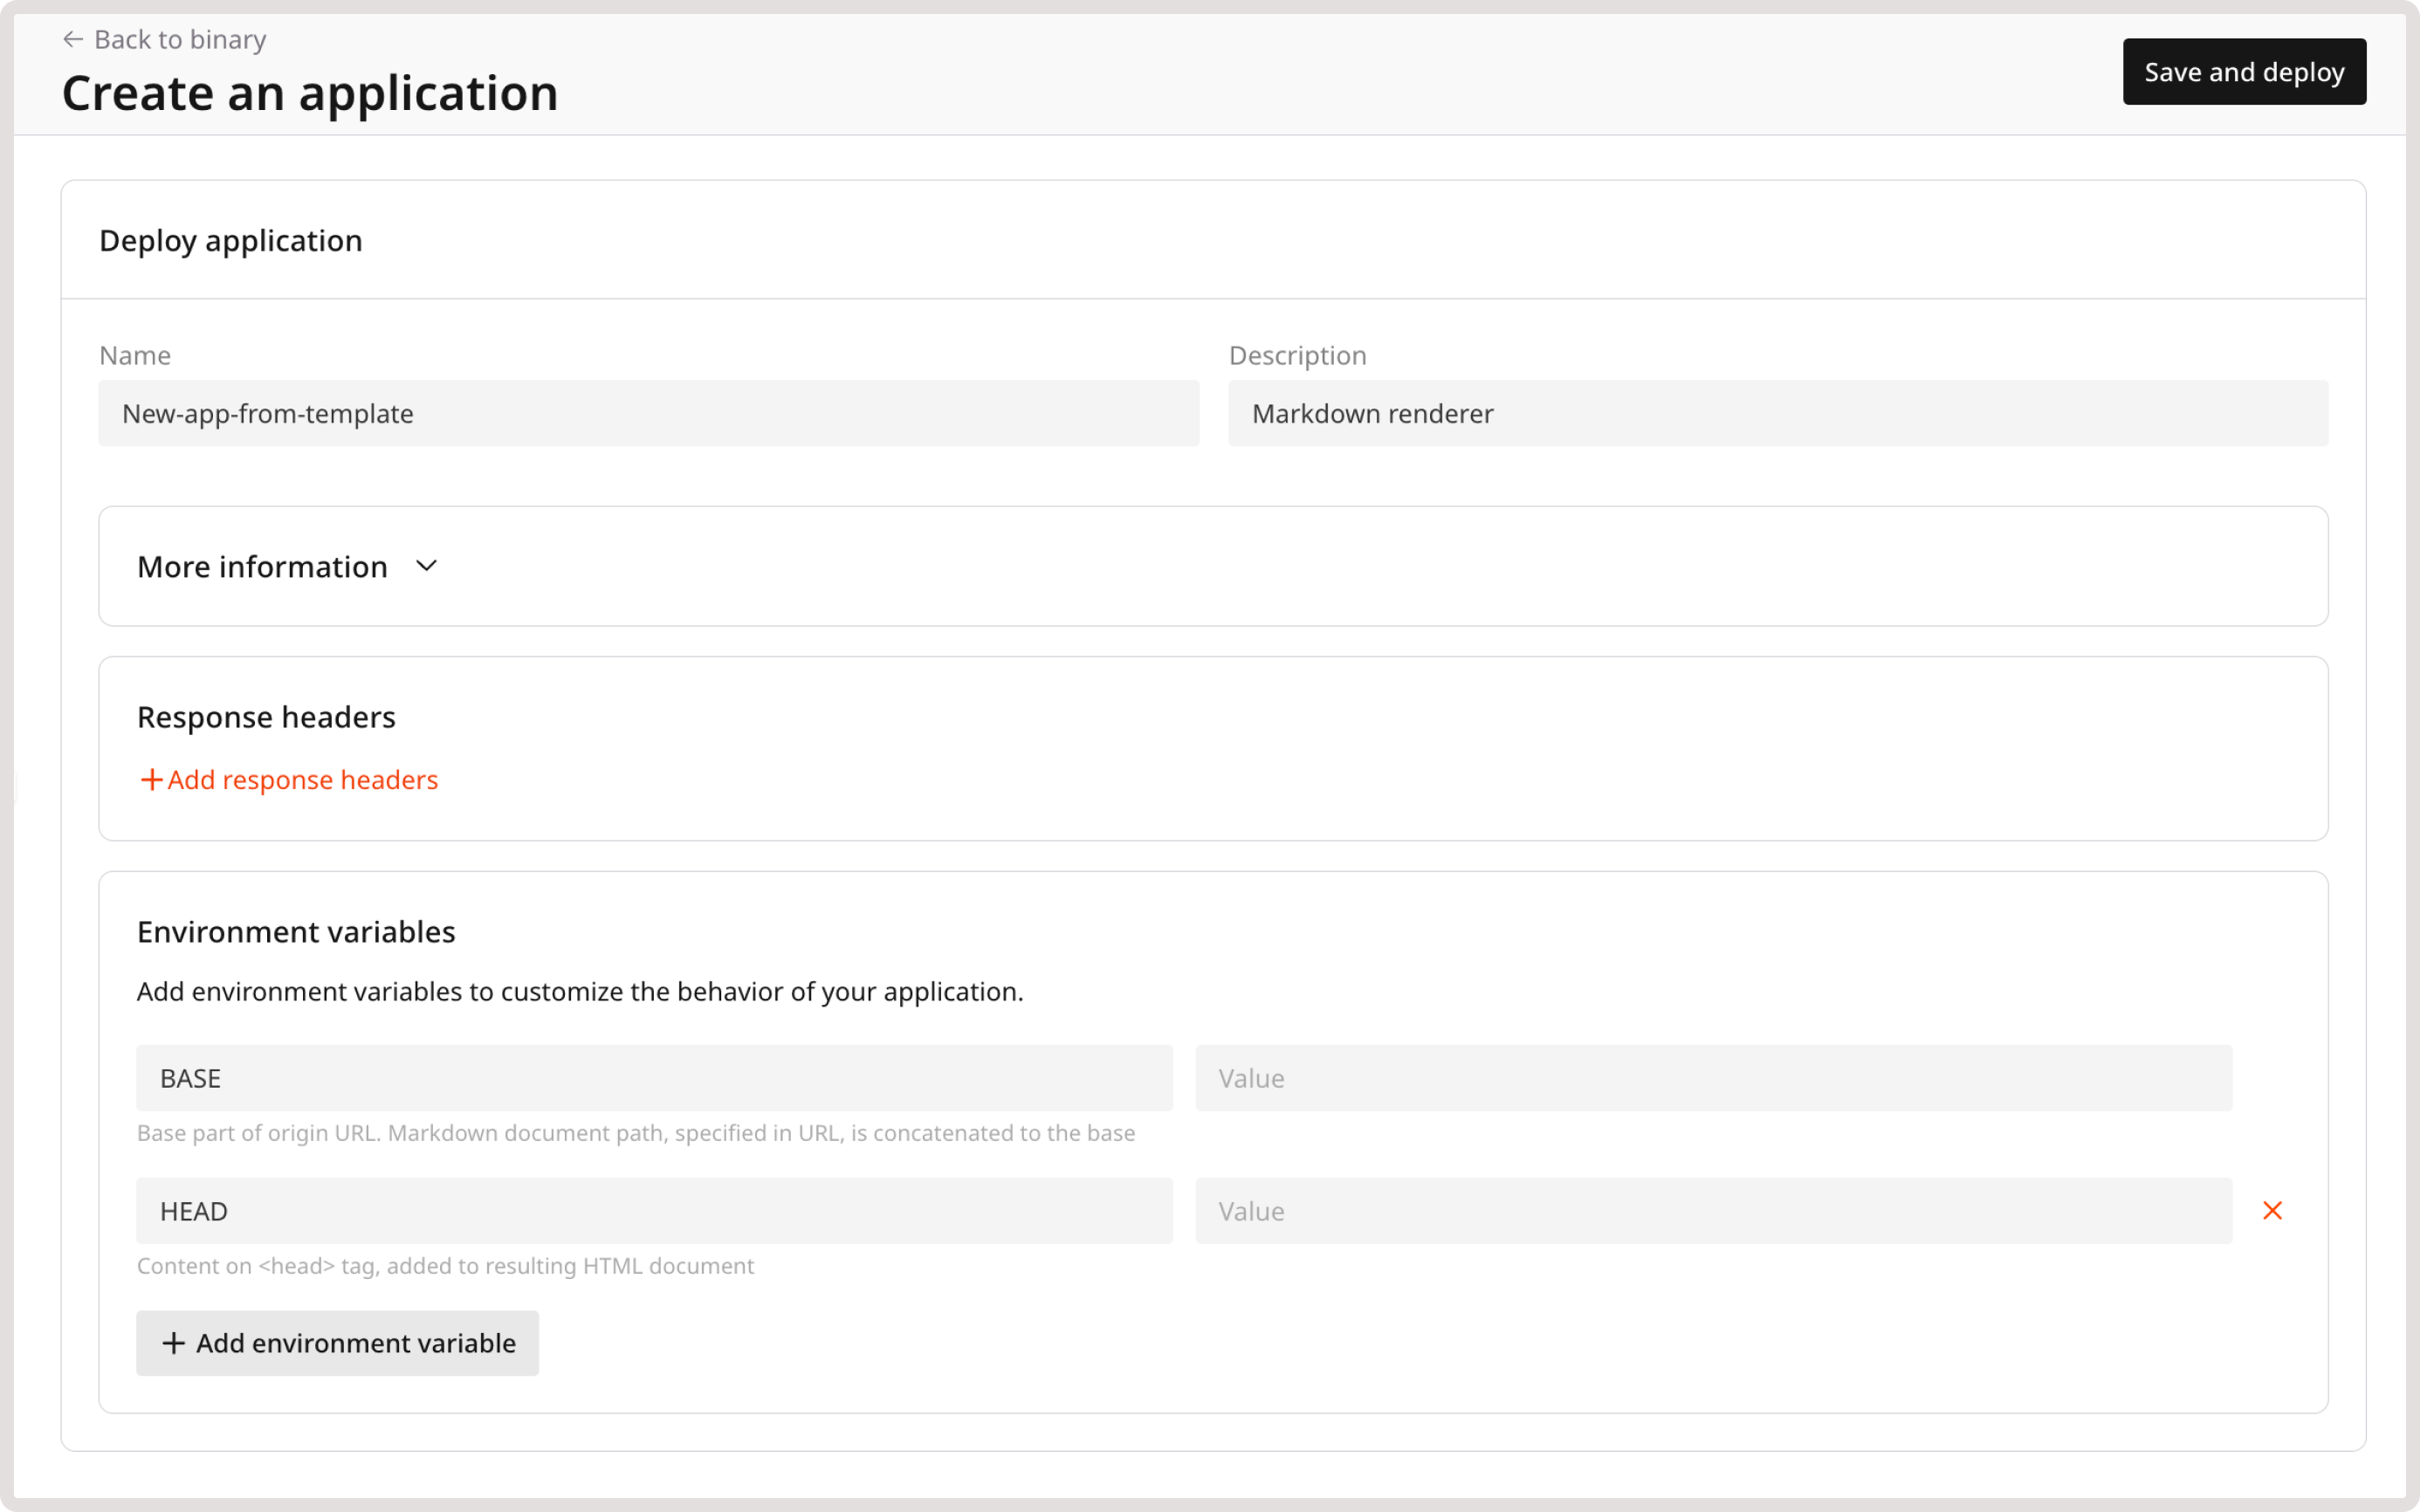 Back to binary
Create an application
Save and deploy
Deploy application
Name
Description
New-app-from-template
Markdown renderer
More information
Response headers
Add response headers
Environment variables
Add environment variables to customize the behavior of your application.
BASE
Value
Base part of origin URL. Markdown document path, specified in URL, is concatenated to the base
HEAD
Value
Content on <head> tag, added to resulting HTML document
Add environment variable